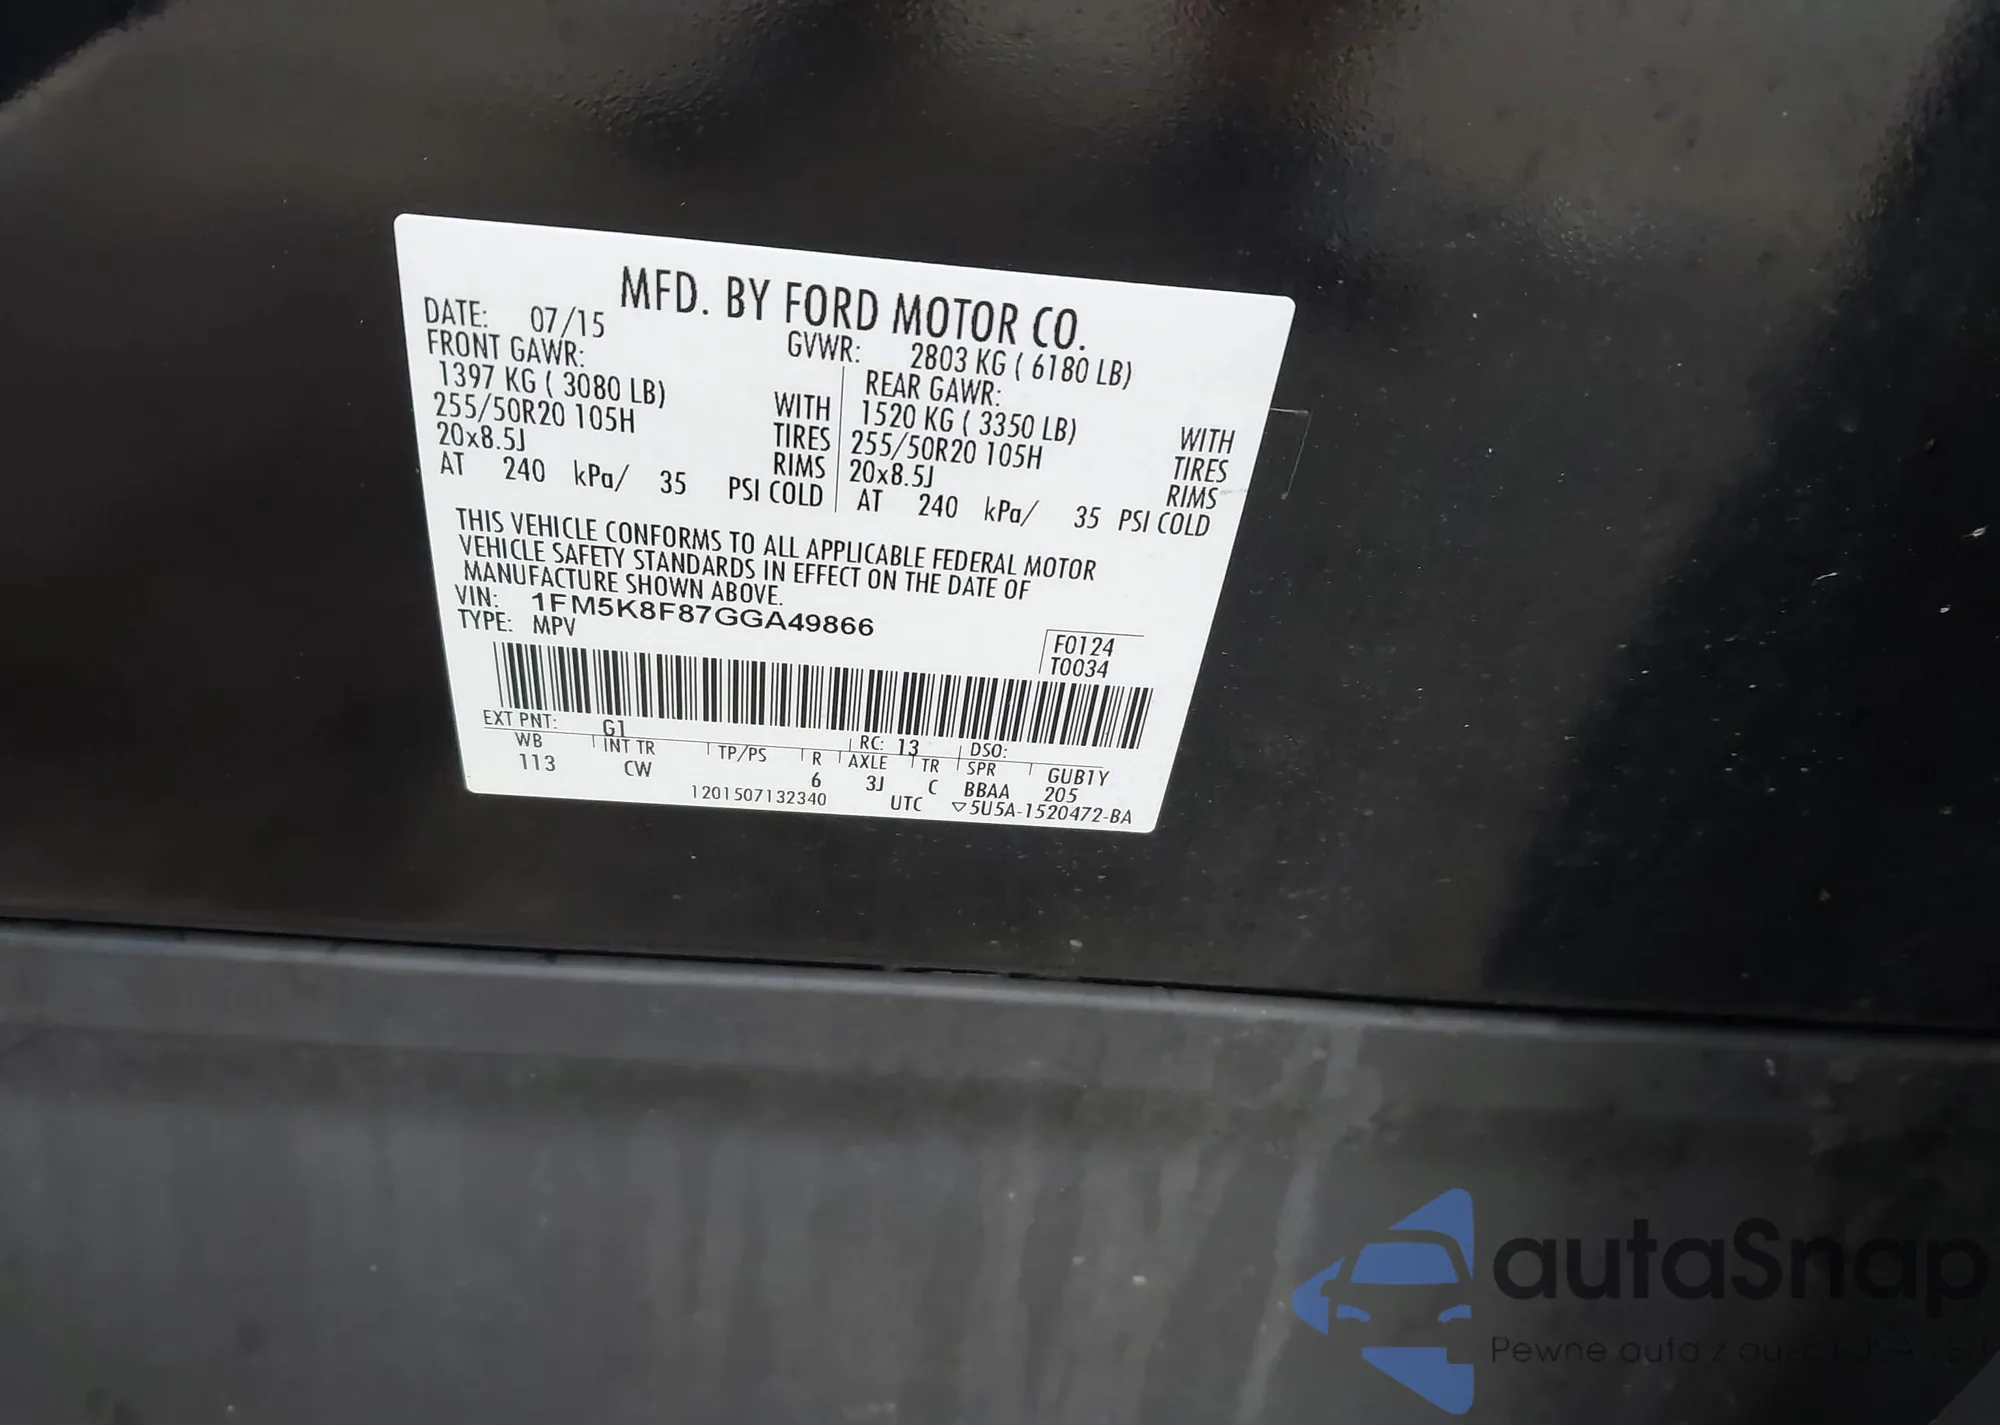 MFD. BY FORD MOTOR CO.
DATE: 07/15 GVWR: 2803 KG ( 6180 LB)
FRONT GAWR: REAR GAWR:
1397 KG ( 3080 LB) WITH 1520 KG ( 3350 LB) WITH
255/50R20 105H TIRES 255/50R20 105H TIRES
20x8.5J RIMS 20x8.5J RIMS
AT 240 kPa/ 35 PSI COLD AT 240 kPa/ 35 PSI COLD
THIS VEHICLE CONFORMS TO ALL APPLICABLE FEDERAL MOTOR
VEHICLE SAFETY STANDARDS IN EFFECT ON THE DATE OF
MANUFACTURE SHOWN ABOVE.
VIN: 1FM5K8F87GGA49866
TYPE: MPV
F0124
T0034
EXT PNT: G1 RC: 13 DSO:
WB INT TR TP/PS R AXLE TR SPR GUB1Y
113 CW 6 3J C BBAA 205
1201507132340 UTC ▽5U5A-1520472-BA
autaSnap
Pewne auta z